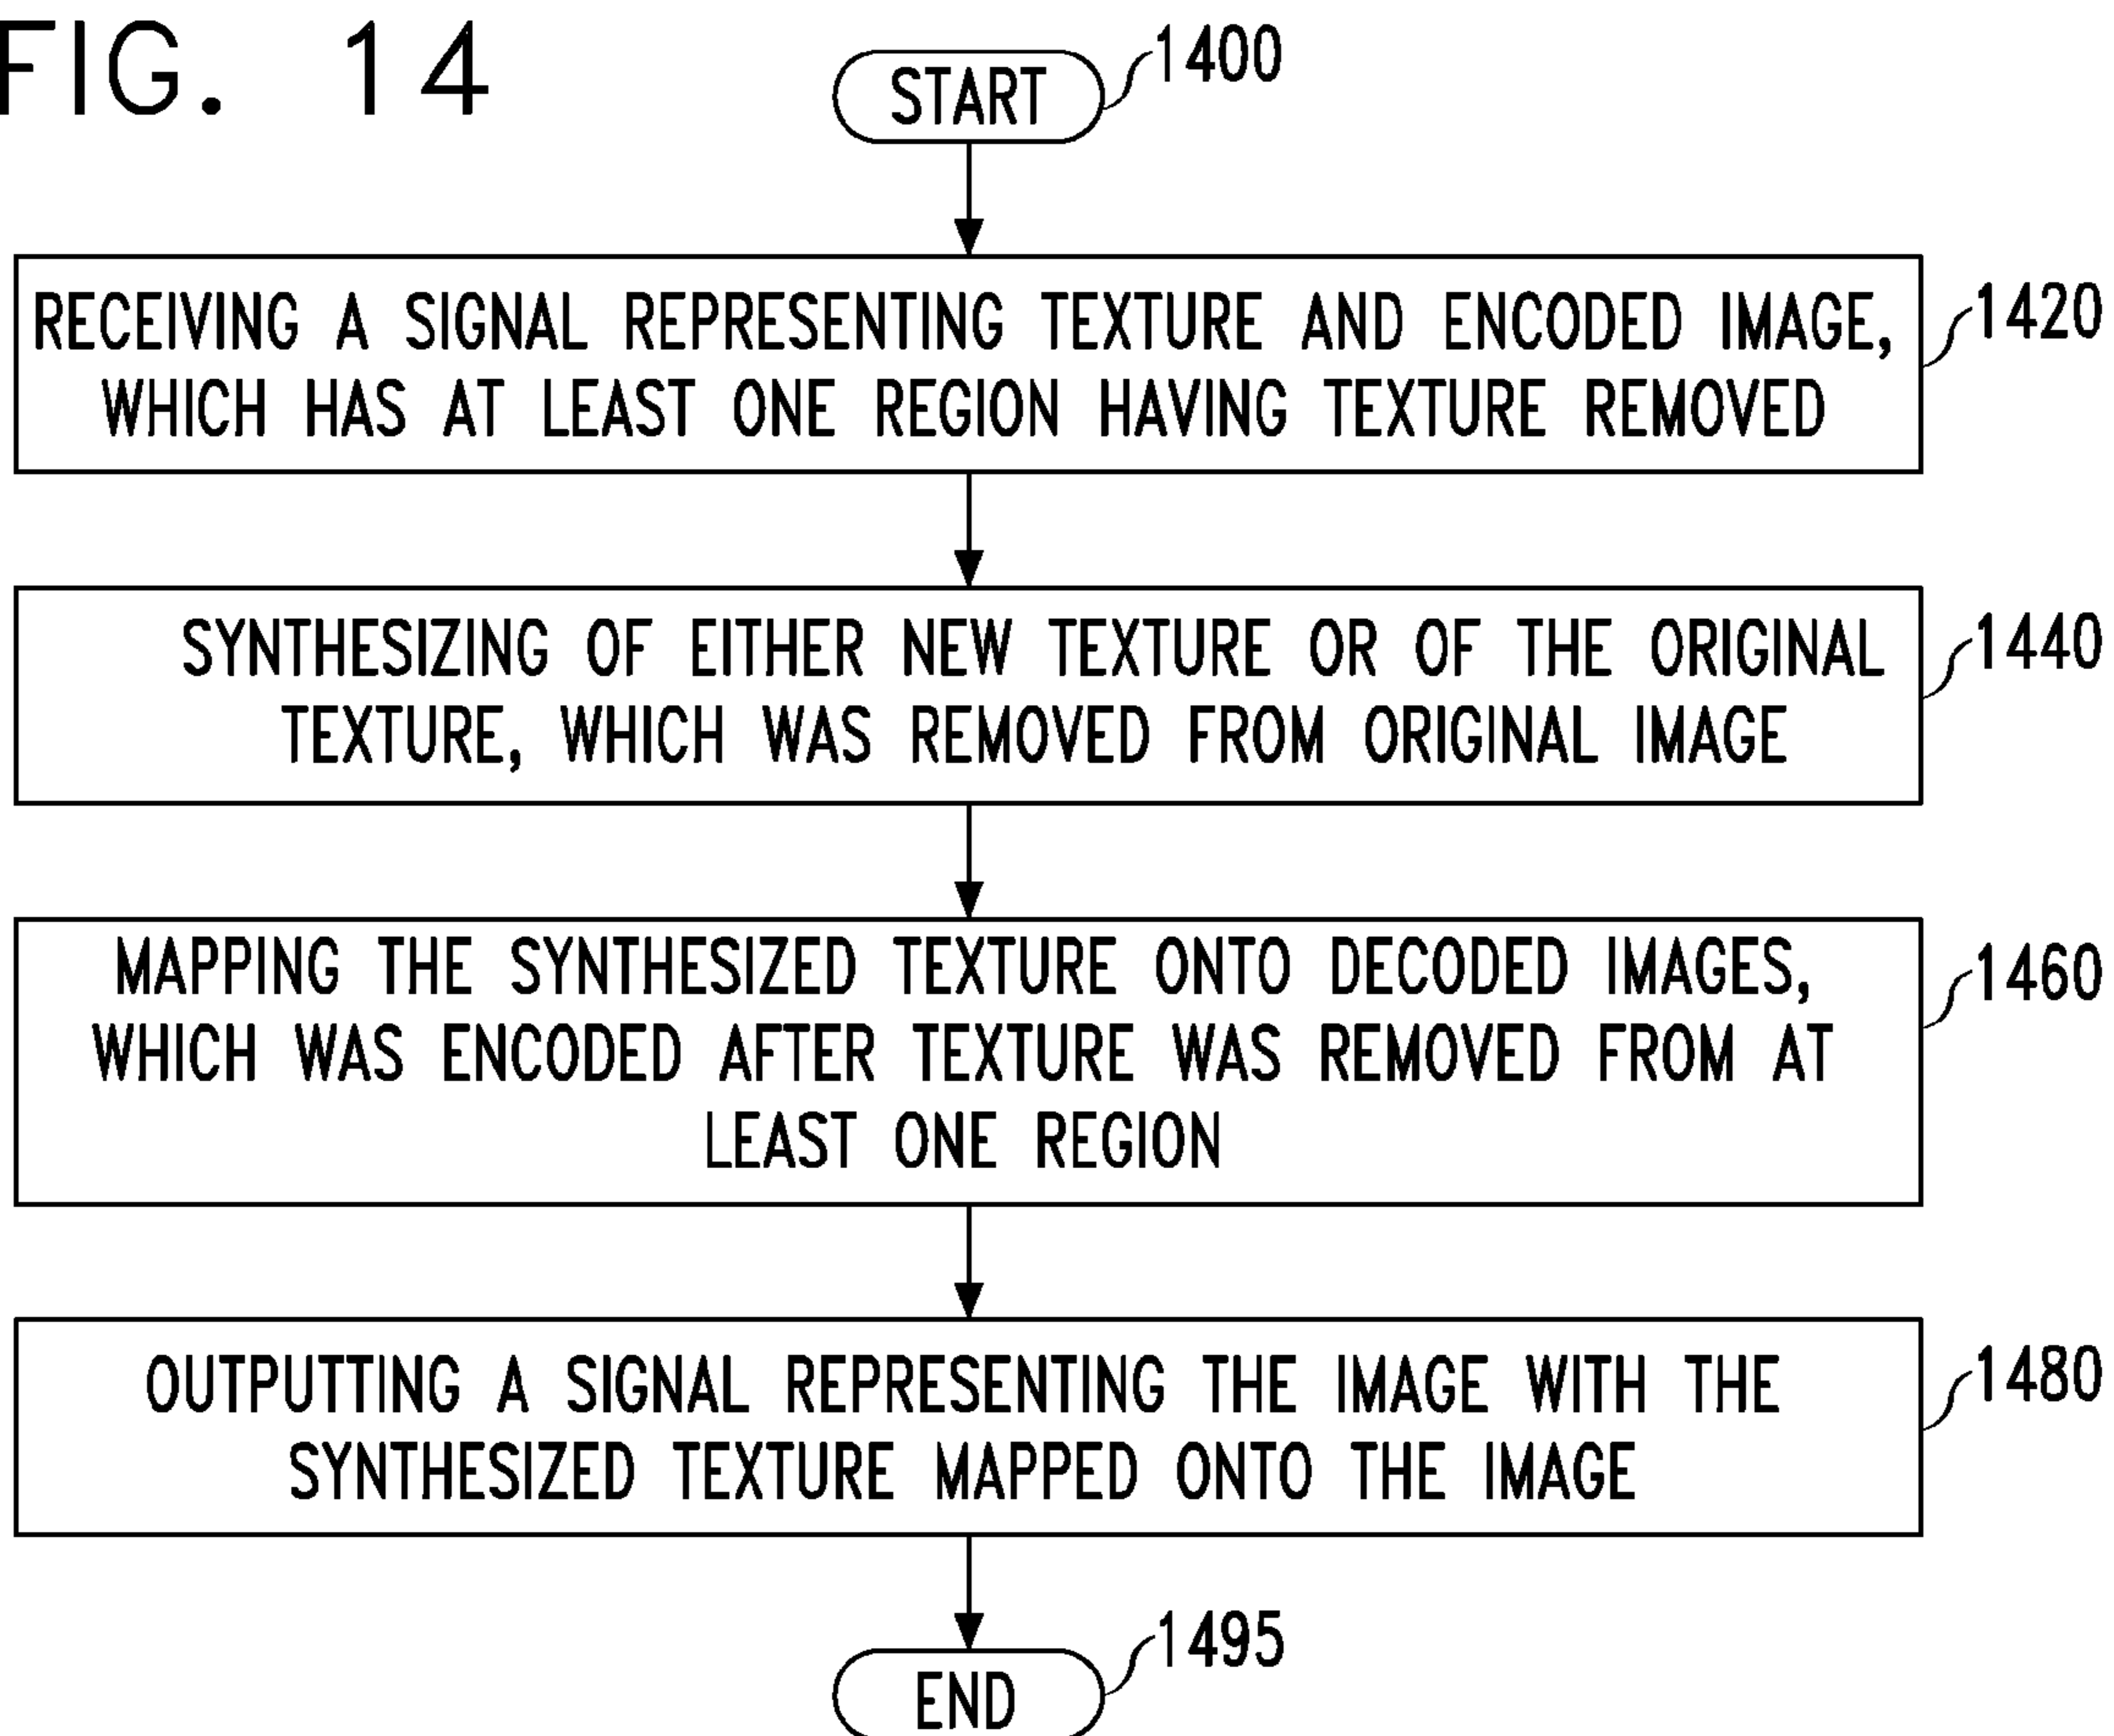 FIG. 14
START
1400
RECEIVING A SIGNAL REPRESENTING TEXTURE AND ENCODED IMAGE,
WHICH HAS AT LEAST ONE REGION HAVING TEXTURE REMOVED
1420
SYNTHESIZING OF EITHER NEW TEXTURE OR OF THE ORIGINAL
TEXTURE, WHICH WAS REMOVED FROM ORIGINAL IMAGE
1440
MAPPING THE SYNTHESIZED TEXTURE ONTO DECODED IMAGES,
WHICH WAS ENCODED AFTER TEXTURE WAS REMOVED FROM AT
LEAST ONE REGION
1460
OUTPUTTING A SIGNAL REPRESENTING THE IMAGE WITH THE
SYNTHESIZED TEXTURE MAPPED ONTO THE IMAGE
1480
END
1495